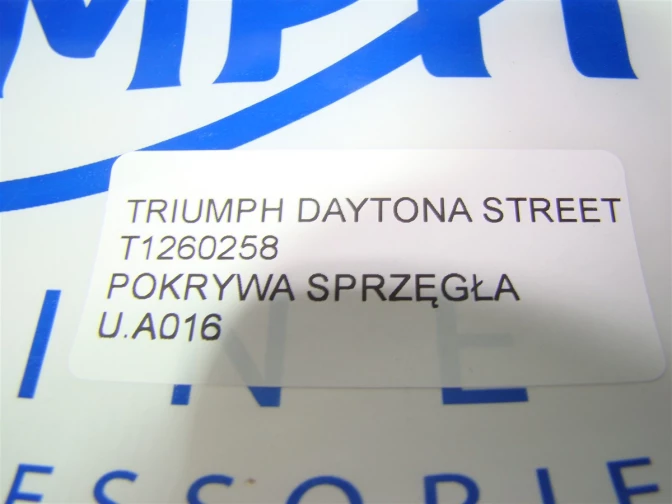 TRIUMPH DAYTONA STREET
T1260258
POKRYWA SPRZĘGŁA
U.A016